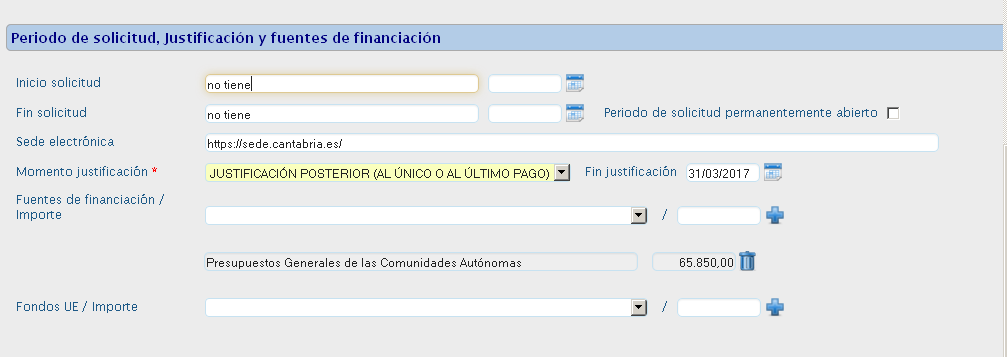 Periodo de solicitud, Justificación y fuentes de financiación
Inicio solicitud no tiene
Fin solicitud no tiene Periodo de solicitud permanentemente abierto
Sede electrónica https://sede.cantabria.es/
Momento justificación * JUSTIFICACIÓN POSTERIOR (AL ÚNICO O AL ÚLTIMO PAGO) Fin justificación 31/03/2017
Fuentes de financiación /
Importe /
Presupuestos Generales de las Comunidades Autónomas 65.850,00
Fondos UE / Importe /